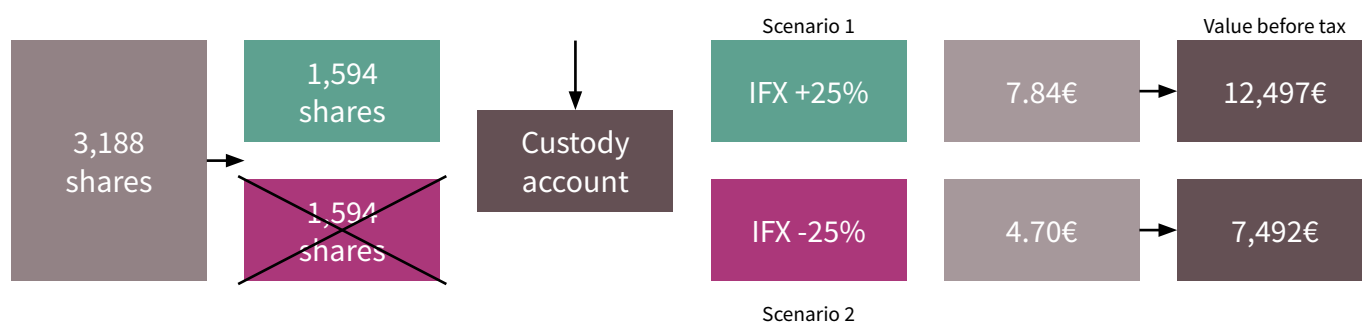 Scenario 1
Value before tax
3,188
shares
1,594
shares
1,594
shares
Custody
account
IFX +25%
7.84€
12,497€
IFX -25%
4.70€
7,492€
Scenario 2